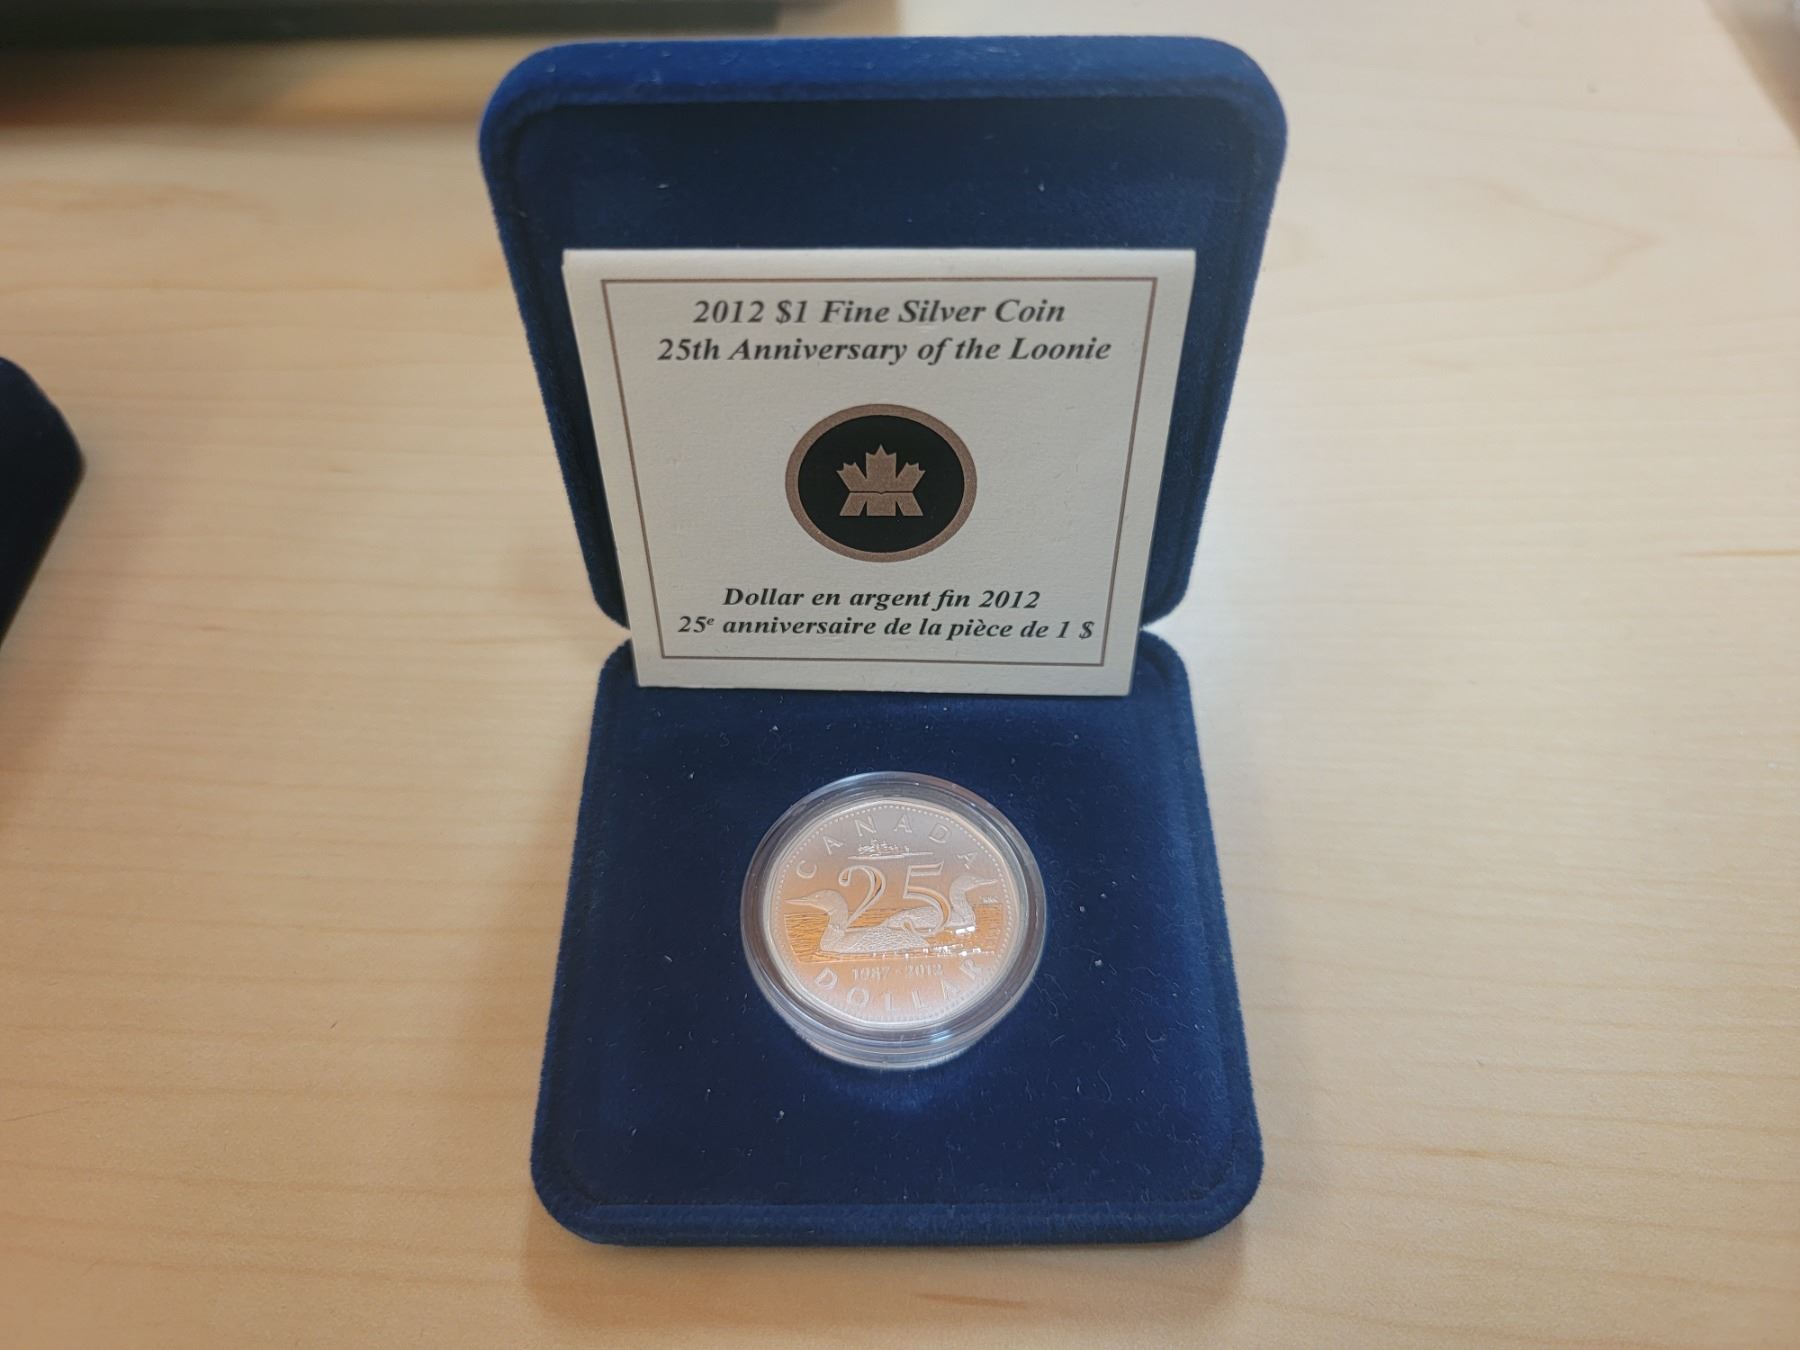 2012 $1 Fine Silver Coin
25th Anniversary of the Loonie
Dollar en argent fin 2012
25e anniversaire de la pièce de 1 $
CANADA
25
1987-2012
DOLLAR